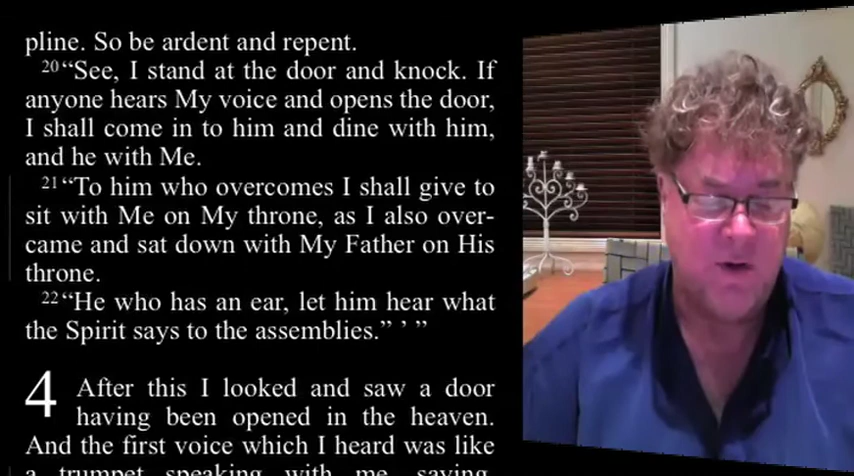 pline. So be ardent and repent.
20“See, I stand at the door and knock. If
anyone hears My voice and opens the door,
I shall come in to him and dine with him,
and he with Me.
21“To him who overcomes I shall give to
sit with Me on My throne, as I also over-
came and sat down with My Father on His
throne.
22“He who has an ear, let him hear what
the Spirit says to the assemblies.” ’ ”
4 After this I looked and saw a door
having been opened in the heaven.
And the first voice which I heard was like
a trumpet speaking with me, saying,